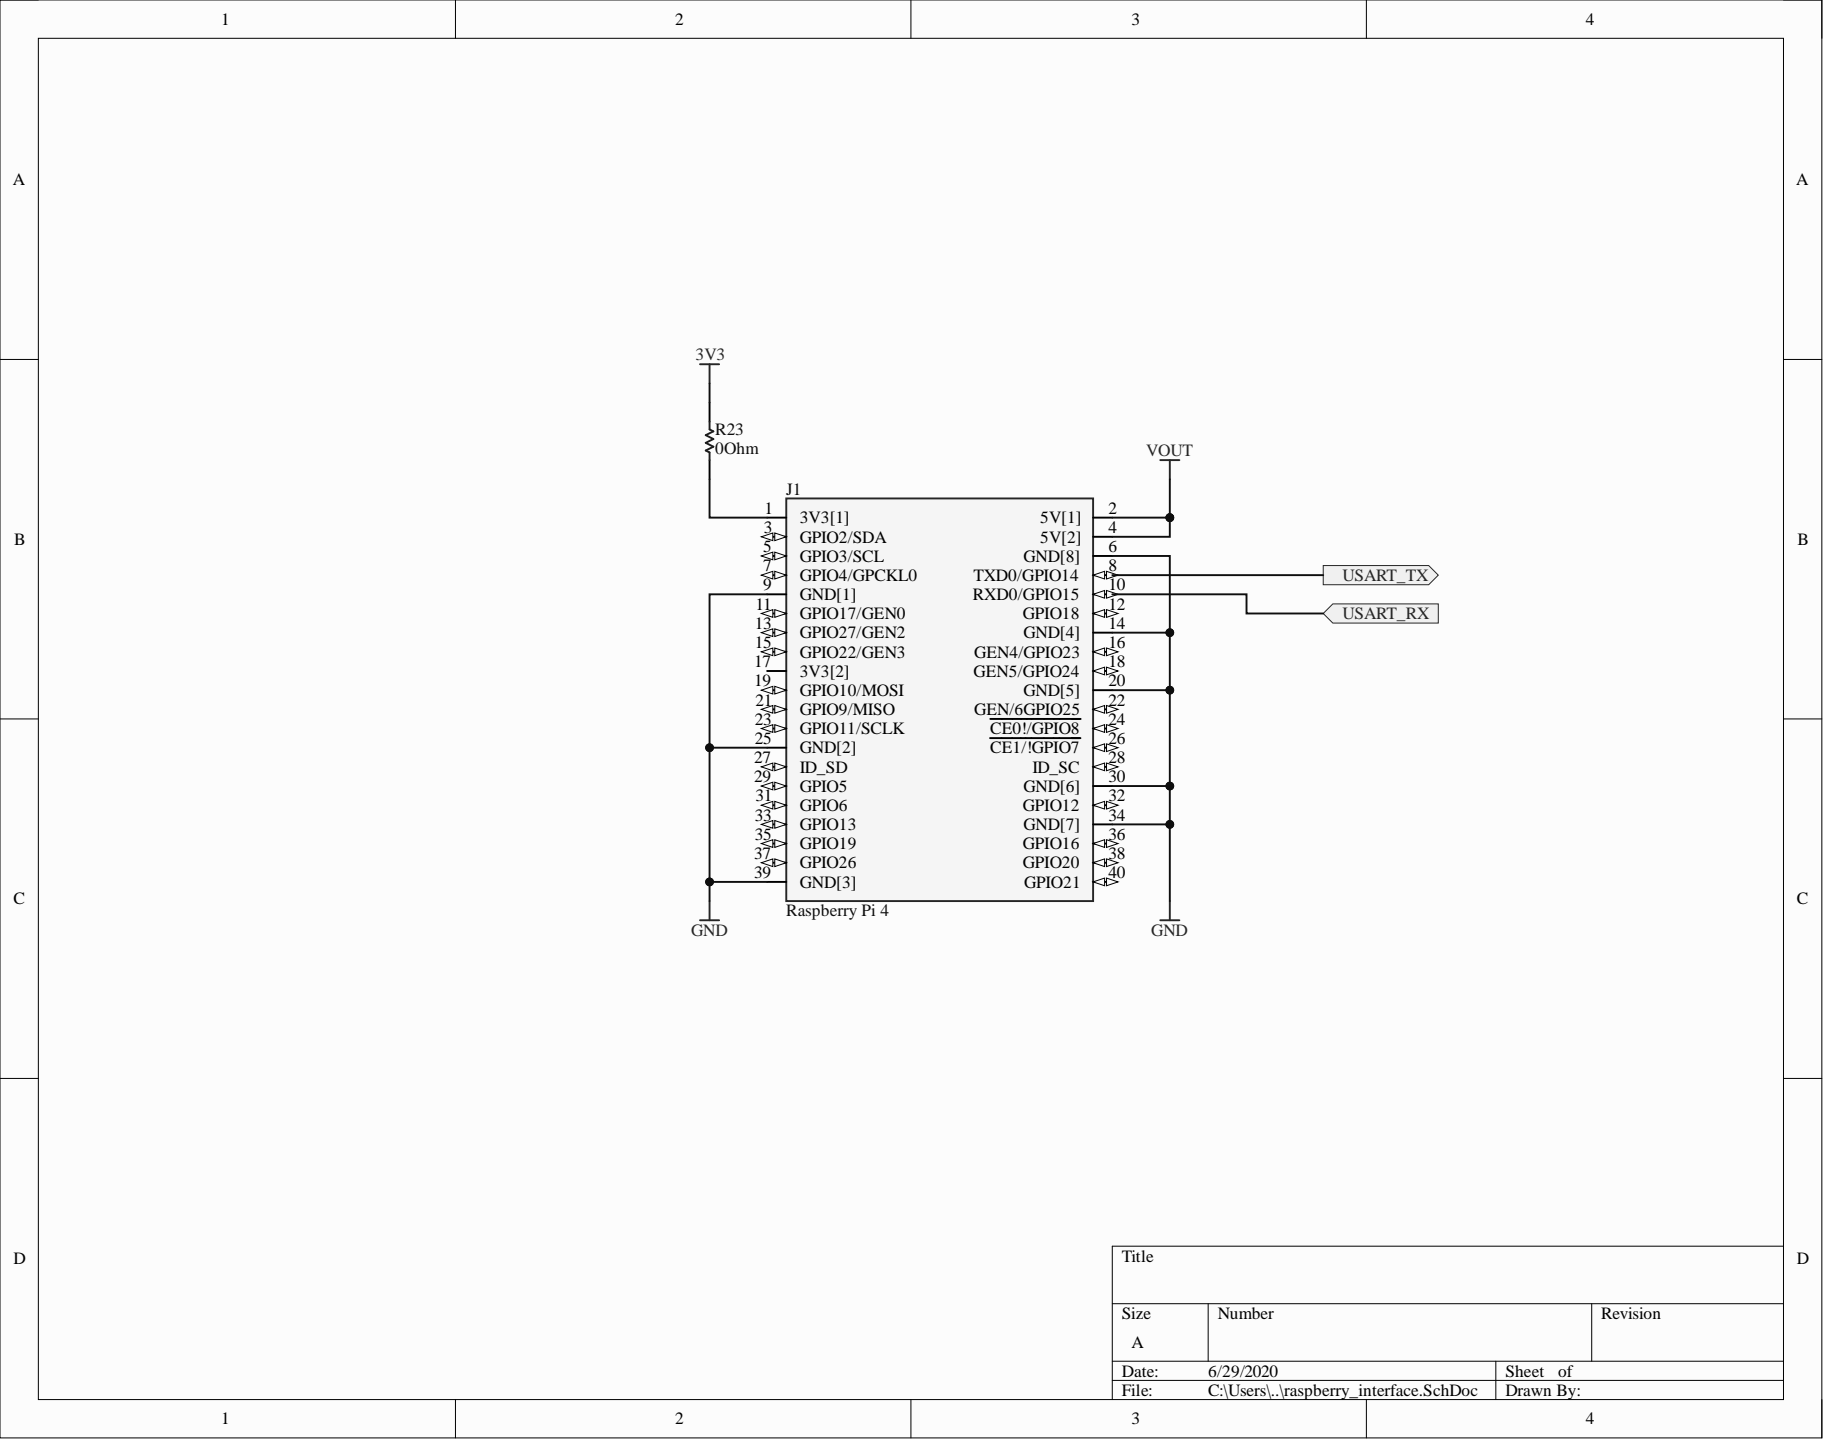 1 2 3 4
A A
3V3
R23
0Ohm
VOUT
J1
1 3V3[1] 5V[1] 2
3 GPIO2/SDA 5V[2] 4
B B
5 GPIO3/SCL GND[8] 6
7 GPIO4/GPCKL0 TXD0/GPIO14 8 USART_TX
9 GND[1] RXD0/GPIO15 10
11 GPIO17/GEN0 GPIO18 12 USART_RX
13 GPIO27/GEN2 GND[4] 14
15 GPIO22/GEN3 GEN4/GPIO23 16
17 3V3[2] GEN5/GPIO24 18
19 GPIO10/MOSI GND[5] 20
21 GPIO9/MISO GEN/6GPIO25 22
23 GPIO11/SCLK CE0!/GPIO8 24
25 GND[2] CE1/!GPIO7 26
27 ID_SD ID_SC 28
29 GPIO5 GND[6] 30
31 GPIO6 GPIO12 32
33 GPIO13 GND[7] 34
35 GPIO19 GPIO16 36
37 GPIO26 GPIO20 38
39 GND[3] GPIO21 40
C C
Raspberry Pi 4
GND GND
D D
Title
Size Number Revision
A
Date: 6/29/2020 Sheet of
File: C:\Users\..\raspberry_interface.SchDoc Drawn By:
1 2 3 4